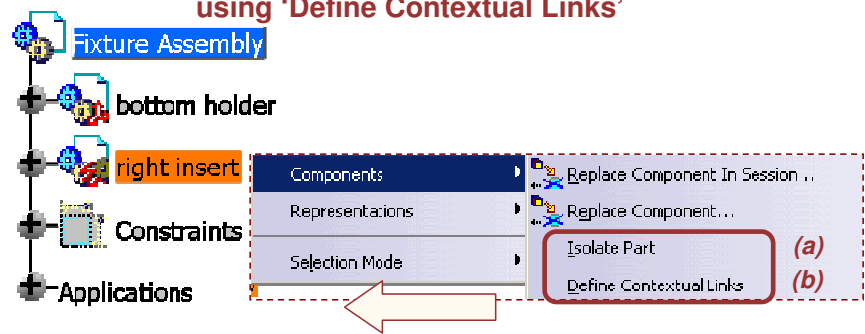 using ‘Define Contextual Links’
Fixture Assembly
bottom holder
right insert
Constraints
Applications
Components
Representations
Selection Mode
Replace Component In Session ..
Replace Component...
Isolate Part (a)
Define Contextual Links (b)